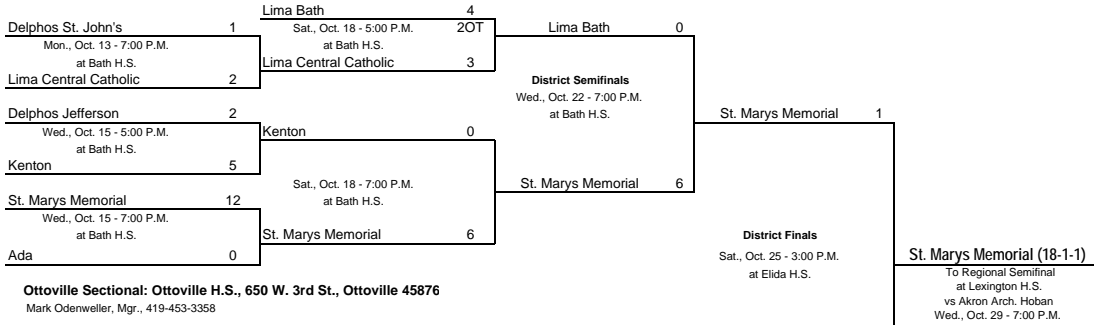 Lima Bath 4
Delphos St. John's 1
Sat., Oct. 18 - 5:00 P.M. 2OT
Lima Bath 0
Mon., Oct. 13 - 7:00 P.M.
at Bath H.S.
at Bath H.S.
Lima Central Catholic 3
Lima Central Catholic 2
District Semifinals
Wed., Oct. 22 - 7:00 P.M.
at Bath H.S.
Delphos Jefferson 2
St. Marys Memorial 1
Wed., Oct. 15 - 5:00 P.M.
at Bath H.S.
Kenton 0
Kenton 5
Sat., Oct. 18 - 7:00 P.M.
at Bath H.S.
St. Marys Memorial 6
St. Marys Memorial 12
Wed., Oct. 15 - 7:00 P.M.
at Bath H.S.
St. Marys Memorial 6
Ada 0
District Finals
Sat., Oct. 25 - 3:00 P.M.
at Elida H.S.
St. Marys Memorial (18-1-1)
To Regional Semifinal
at Lexington H.S.
vs Akron Arch. Hoban
Wed., Oct. 29 - 7:00 P.M.
Ottoville Sectional: Ottoville H.S., 650 W. 3rd St., Ottoville 45876
Mark Odenweller, Mgr., 419-453-3358